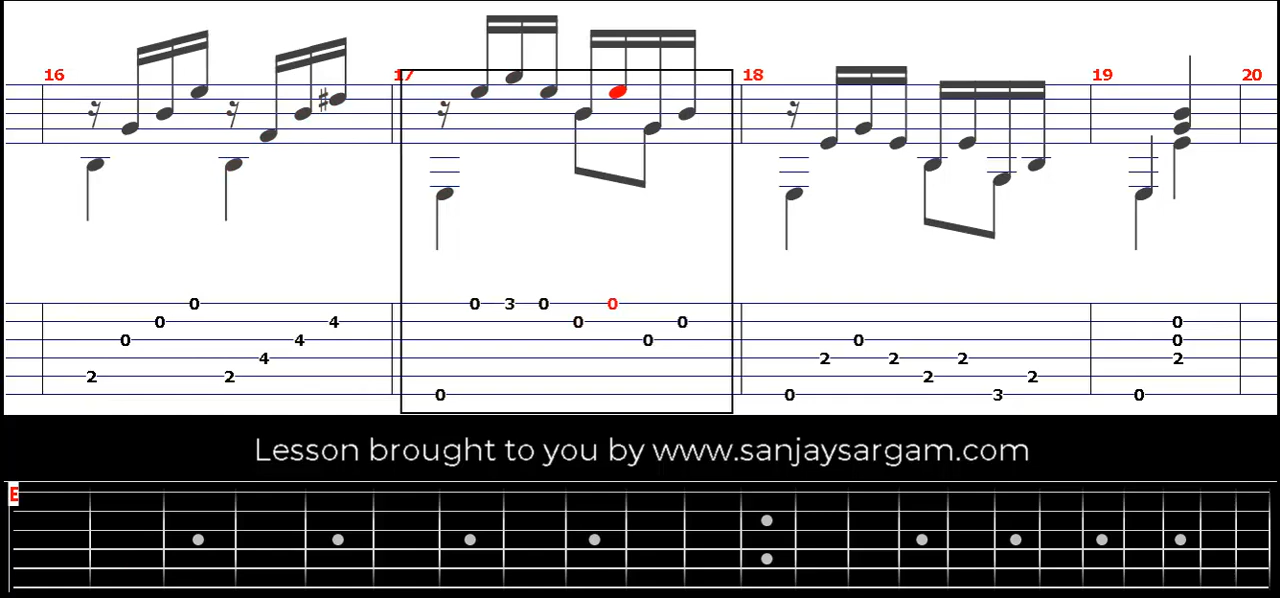 16 17 18 19 20
0 0 3 0 0
0 4 0 0 0
0 4 0 0 0
4 2 2 2 2
2 2 2 2
0 0 3 0
Lesson brought to you by www.sanjaysargam.com
E